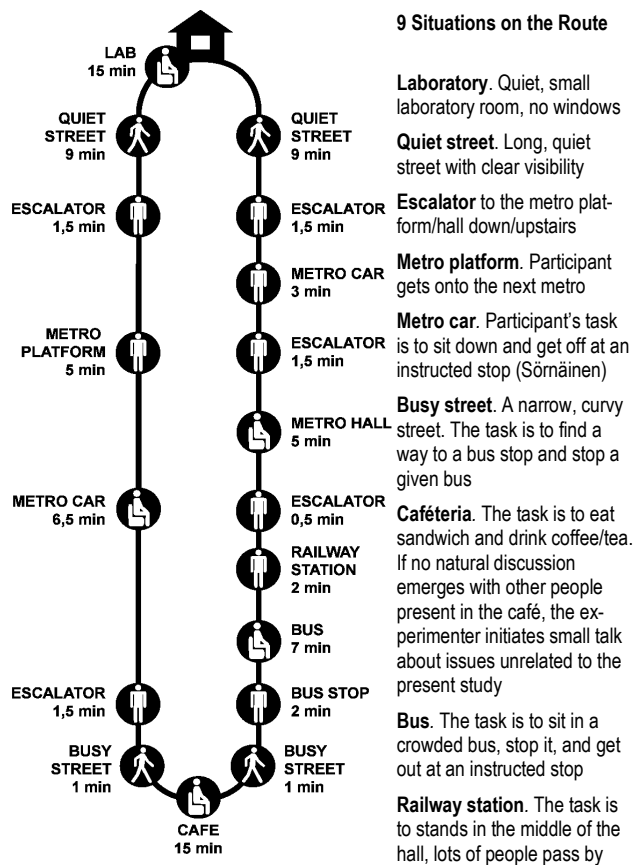 LAB
15 min
QUIET
STREET
9 min
ESCALATOR
1,5 min
METRO
PLATFORM
5 min
METRO CAR
6,5 min
ESCALATOR
1,5 min
BUSY
STREET
1 min
CAFE
15 min
QUIET
STREET
9 min
ESCALATOR
1,5 min
METRO CAR
3 min
ESCALATOR
1,5 min
METRO HALL
5 min
ESCALATOR
0,5 min
RAILWAY
STATION
2 min
BUS
7 min
BUS STOP
2 min
BUSY
STREET
1 min
9 Situations on the Route
Laboratory. Quiet, small
laboratory room, no windows
Quiet street. Long, quiet
street with clear visibility
Escalator to the metro plat-
form/hall down/upstairs
Metro platform. Participant
gets onto the next metro
Metro car. Participant's task
is to sit down and get off at an
instructed stop (Sörnäinen)
Busy street. A narrow, curvy
street. The task is to find a
way to a bus stop and stop a
given bus
Caféteria. The task is to eat
sandwich and drink coffee/tea.
If no natural discussion
emerges with other people
present in the café, the ex-
perimenter initiates small talk
about issues unrelated to the
present study
Bus. The task is to sit in a
crowded bus, stop it, and get
out at an instructed stop
Railway station. The task is
to stands in the middle of the
hall, lots of people pass by